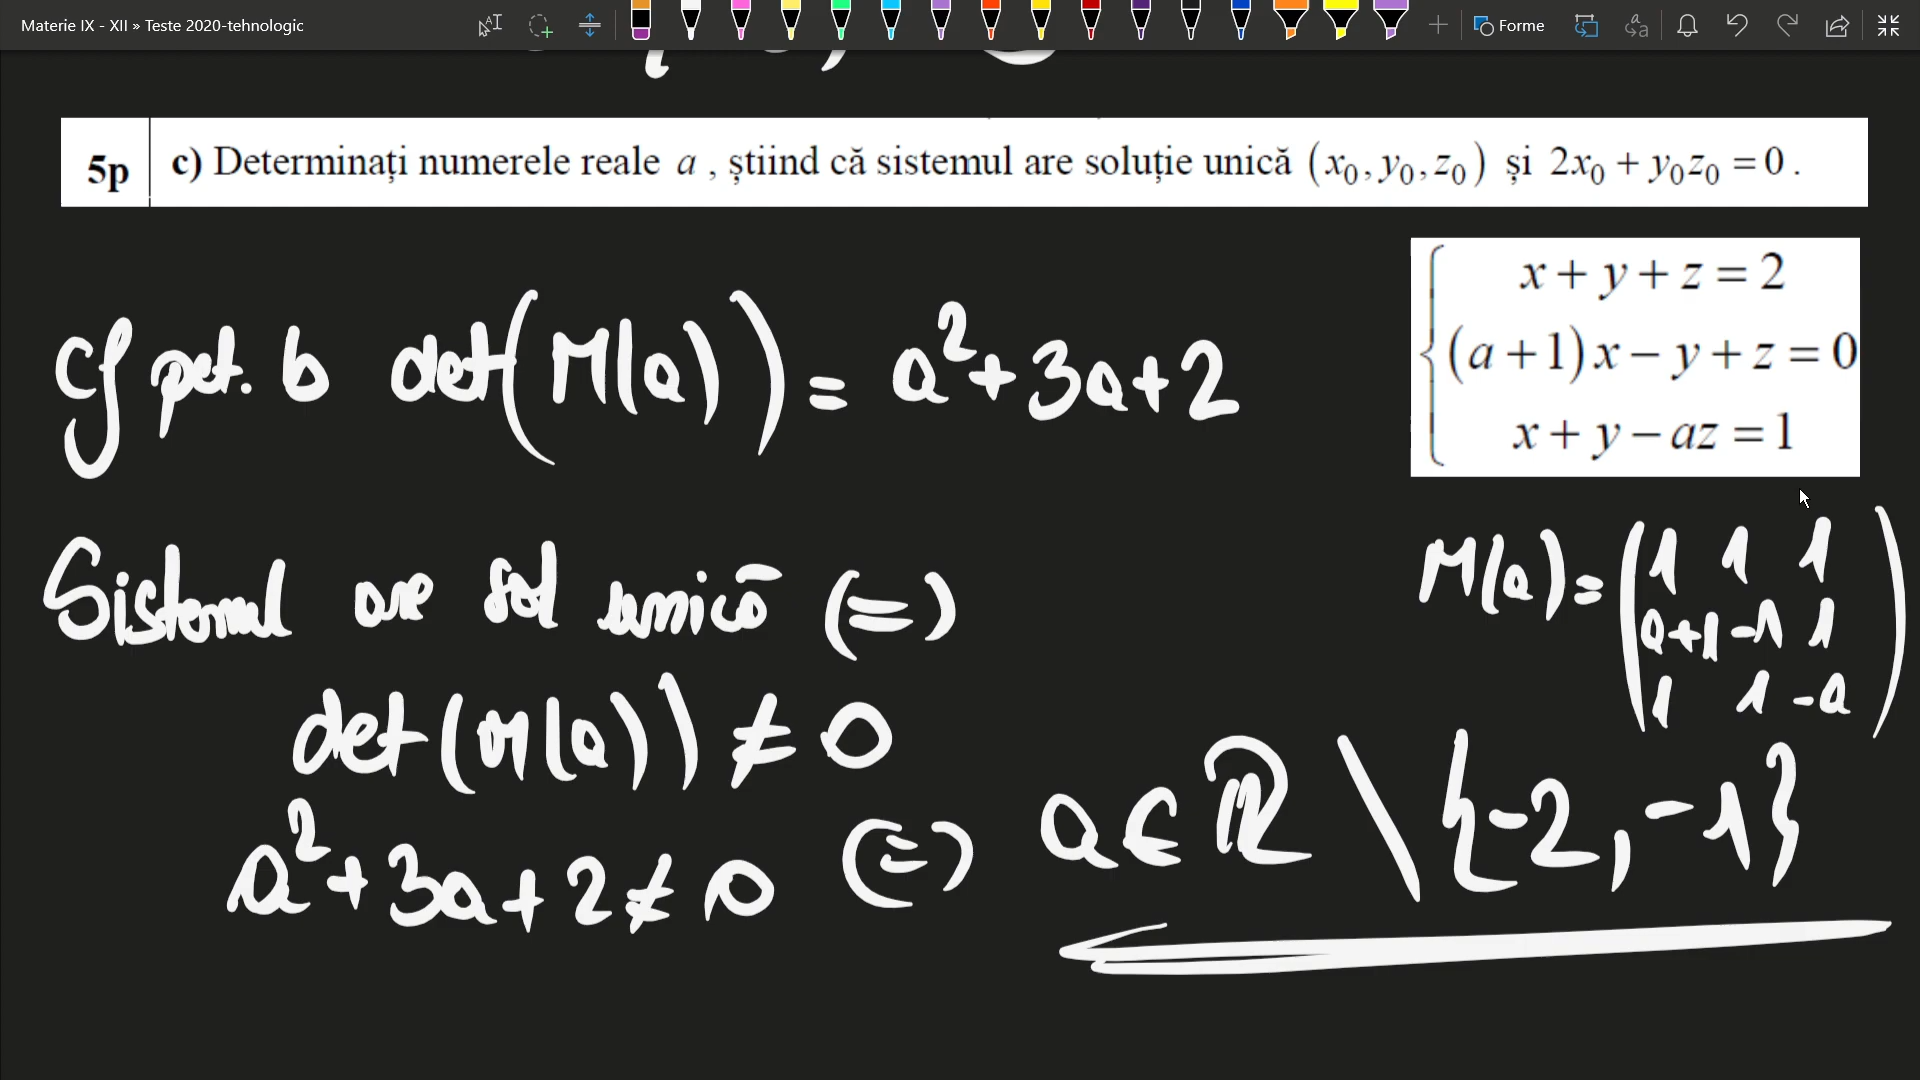 Materie IX - XII » Teste 2020-tehnologic
Forme
5p c) Determinați numerele reale a , știind că sistemul are soluție unică (x₀, y₀, z₀) și 2x₀ + y₀z₀ = 0 .
x + y + z = 2
(a + 1)x − y + z = 0
x + y − az = 1
cf pct. b det(M(a)) = a² + 3a + 2
M(a) = (1 1 1
a+1 -1 1
1 1 -a)
Sistemul are sol unică (=)
det(M(a)) ≠ 0
a² + 3a + 2 ≠ 0 (=) a ∈ ℝ \ {-2, -1}